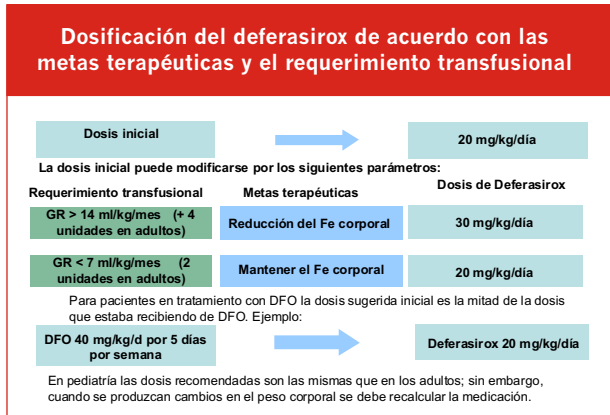 Dosificación del deferasirox de acuerdo con las
metas terapéuticas y el requerimiento transfusional
Dosis inicial
20 mg/kg/día
La dosis inicial puede modificarse por los siguientes parámetros:
Requerimiento transfusional
Metas terapéuticas
Dosis de Deferasirox
GR > 14 ml/kg/mes (+ 4
unidades en adultos)
Reducción del Fe corporal
30 mg/kg/día
GR < 7 ml/kg/mes (2
unidades en adultos)
Mantener el Fe corporal
20 mg/kg/día
Para pacientes en tratamiento con DFO la dosis sugerida inicial es la mitad de la dosis
que estaba recibiendo de DFO. Ejemplo:
DFO 40 mg/kg/d por 5 días
por semana
Deferasirox 20 mg/kg/día
En pediatría las dosis recomendadas son las mismas que en los adultos; sin embargo,
cuando se produzcan cambios en el peso corporal se debe recalcular la medicación.